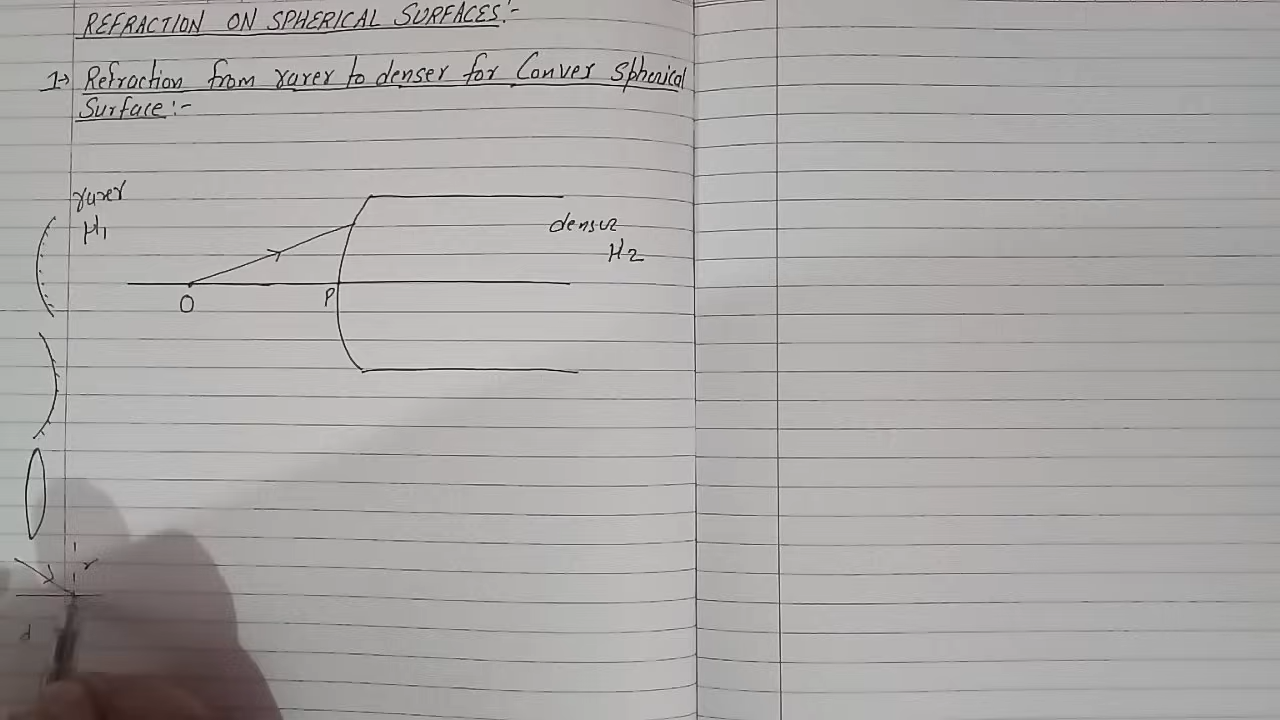 REFRACTION ON SPHERICAL SURFACES:-
1→ Refraction from rarer to denser for Convex Spherical
Surface:-
rarer
μ1
denser
μ2
O
P
r
d